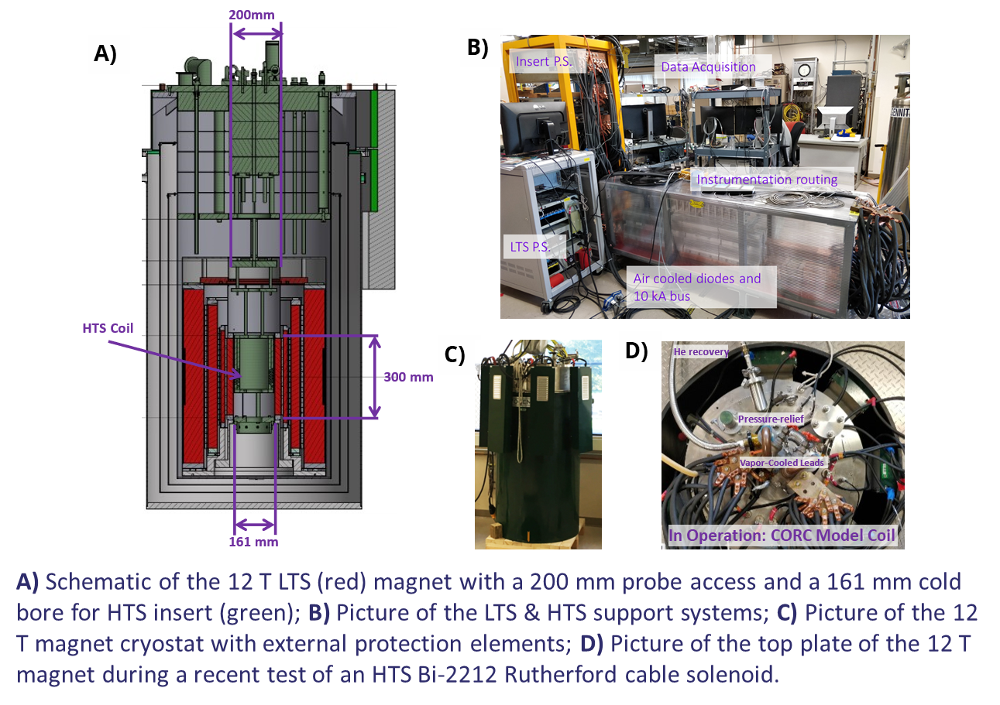 200mm
A)
HTS Coil
300 mm
161 mm
B)
Insert P.S.
Data Acquisition
Instrumentation routing
LTS P.S.
Air cooled diodes and
10 kA bus
C)
D)
He recovery
Pressure-relief
Vapor-Cooled Leads
In Operation: CORC Model Coil
A) Schematic of the 12 T LTS (red) magnet with a 200 mm probe access and a 161 mm cold
bore for HTS insert (green); B) Picture of the LTS & HTS support systems; C) Picture of the 12
T magnet cryostat with external protection elements; D) Picture of the top plate of the 12 T
magnet during a recent test of an HTS Bi-2212 Rutherford cable solenoid.